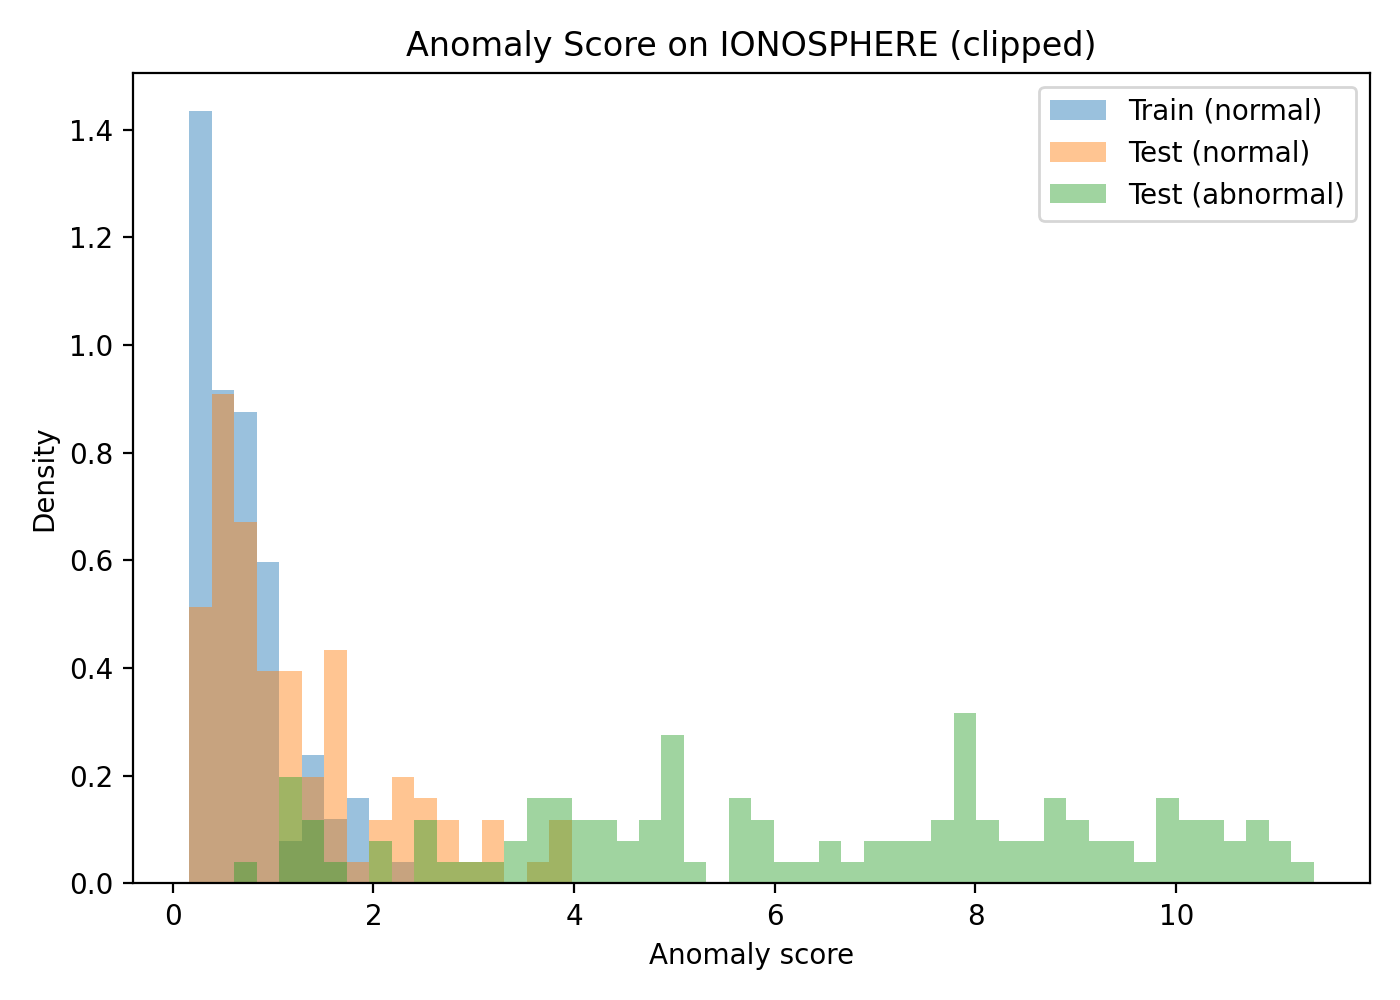 Anomaly Score on IONOSPHERE (clipped)
Train (normal)
Test (normal)
Test (abnormal)
Density
1.4
1.2
1.0
0.8
0.6
0.4
0.2
0.0
0 2 4 6 8 10
Anomaly score